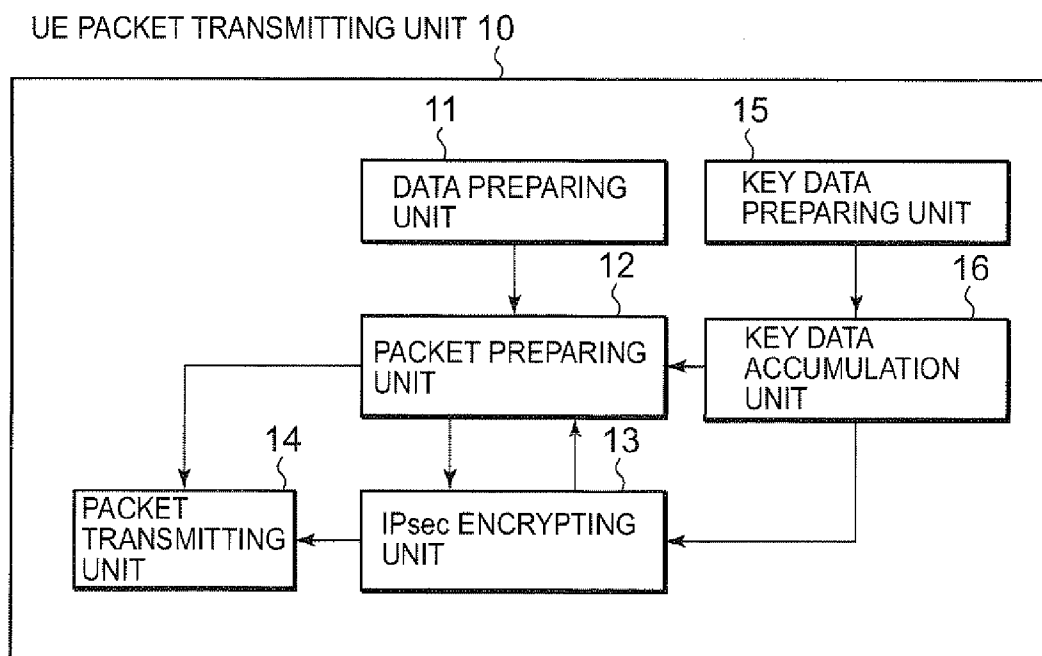 UE PACKET TRANSMITTING UNIT 10
11
DATA PREPARING
UNIT
15
KEY DATA
PREPARING UNIT
12
PACKET PREPARING
UNIT
16
KEY DATA
ACCUMULATION
UNIT
14
PACKET
TRANSMITTING
UNIT
13
IPsec ENCRYPTING
UNIT